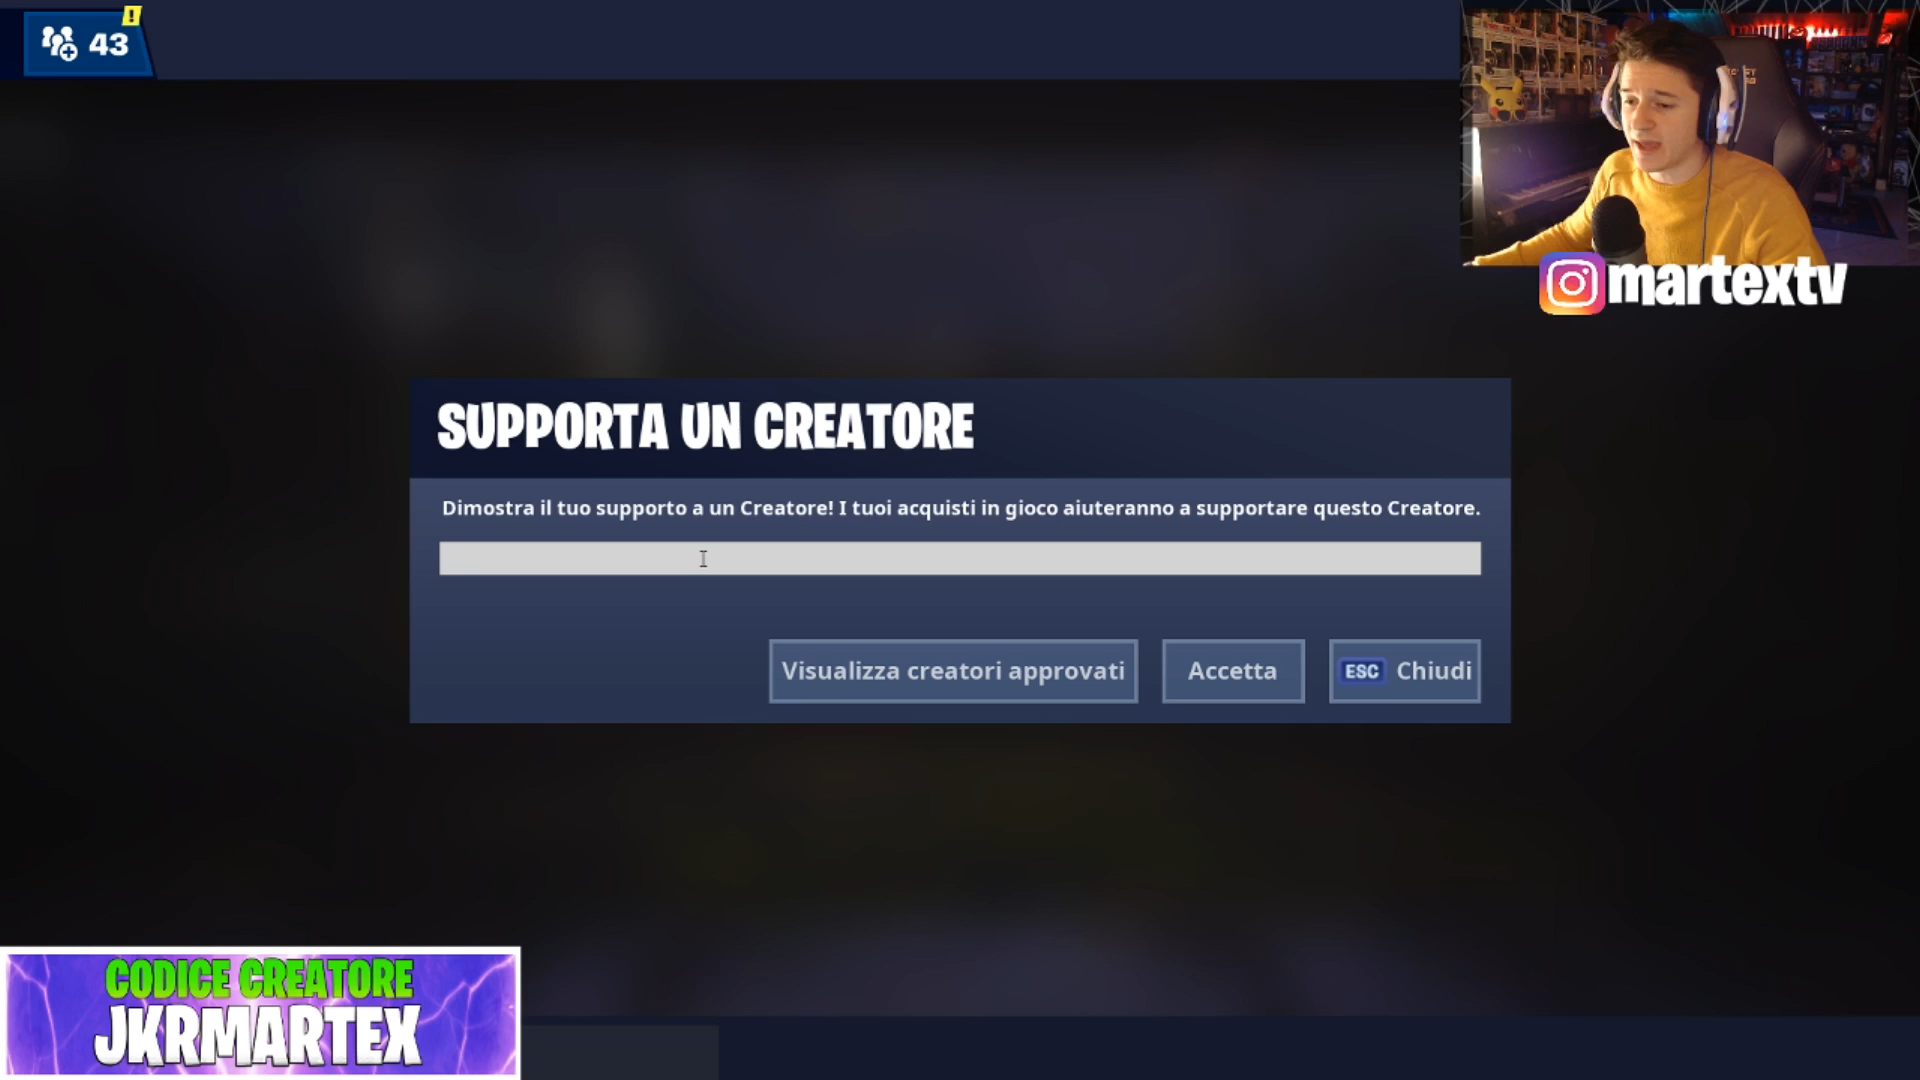 43
!
martextv
SUPPORTA UN CREATORE
Dimostra il tuo supporto a un Creatore! I tuoi acquisti in gioco aiuteranno a supportare questo Creatore.
Visualizza creatori approvati
Accetta
ESC Chiudi
CODICE CREATORE
JKRMARTEX